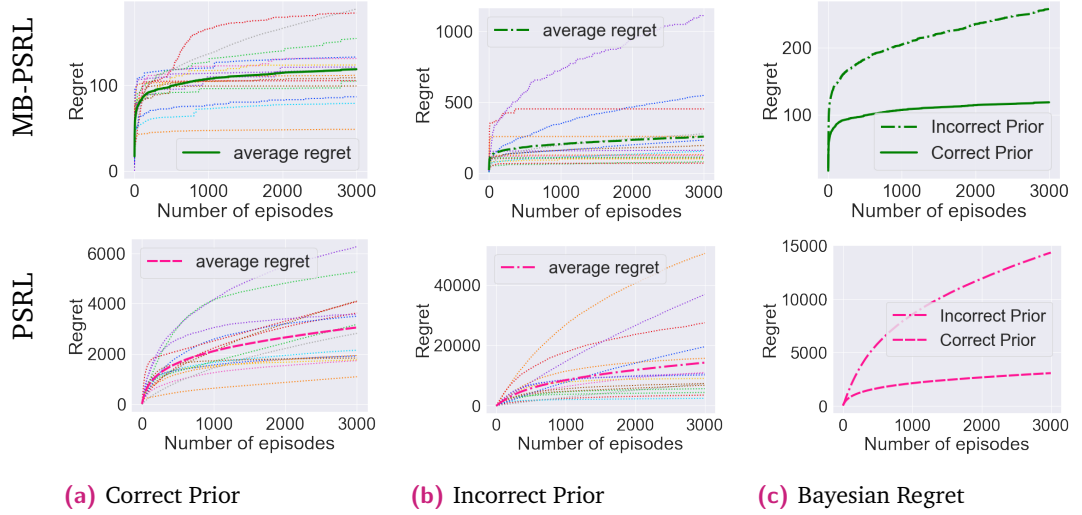 MB-PSRL
Regret
100
0
average regret
0
1000
2000
3000
Number of episodes
Regret
1000
500
0
average regret
0
1000
2000
3000
Number of episodes
Regret
200
100
Incorrect Prior
Correct Prior
0
1000
2000
3000
Number of episodes
PSRL
Regret
6000
4000
2000
0
average regret
0
1000
2000
3000
Number of episodes
Regret
40000
20000
10000
0
average regret
0
1000
2000
3000
Number of episodes
Regret
15000
10000
5000
0
Incorrect Prior
Correct Prior
0
1000
2000
3000
Number of episodes
(a) Correct Prior
(b) Incorrect Prior
(c) Bayesian Regret